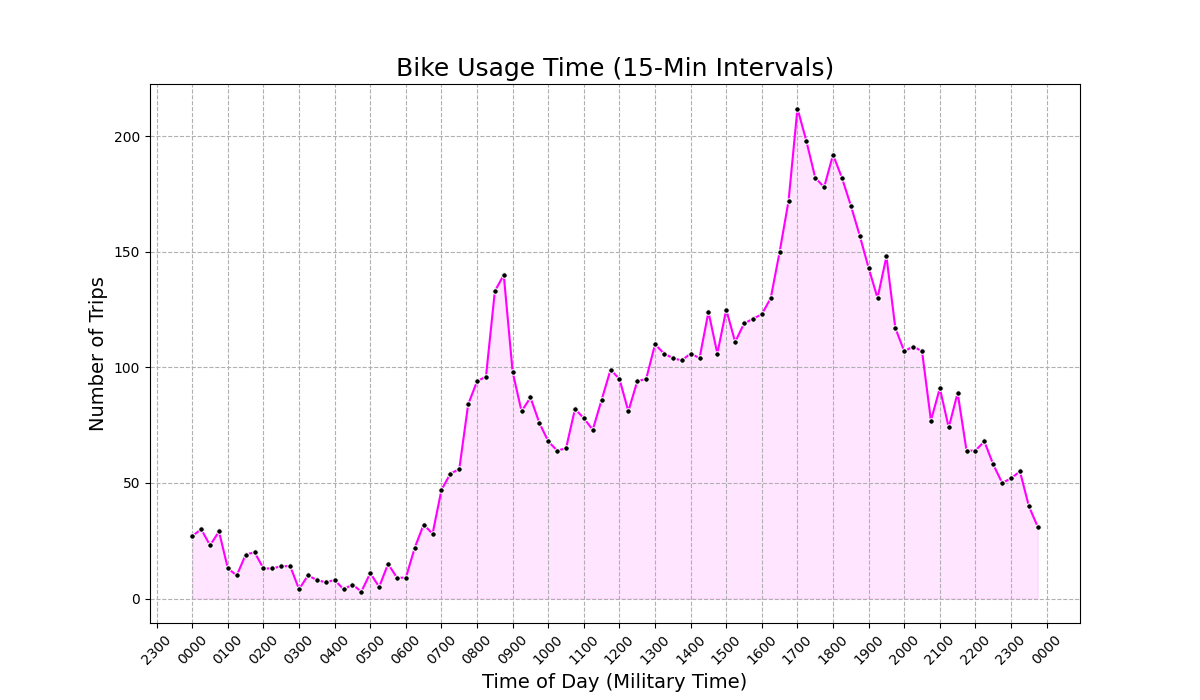 Bike Usage Time (15-Min Intervals)
Number of Trips
200
150
100
50
0
2300 0000 0100 0200 0300 0400 0500 0600 0700 0800 0900 1000 1100 1200 1300 1400 1500 1600 1700 1800 1900 2000 2100 2200 2300 0000
Time of Day (Military Time)